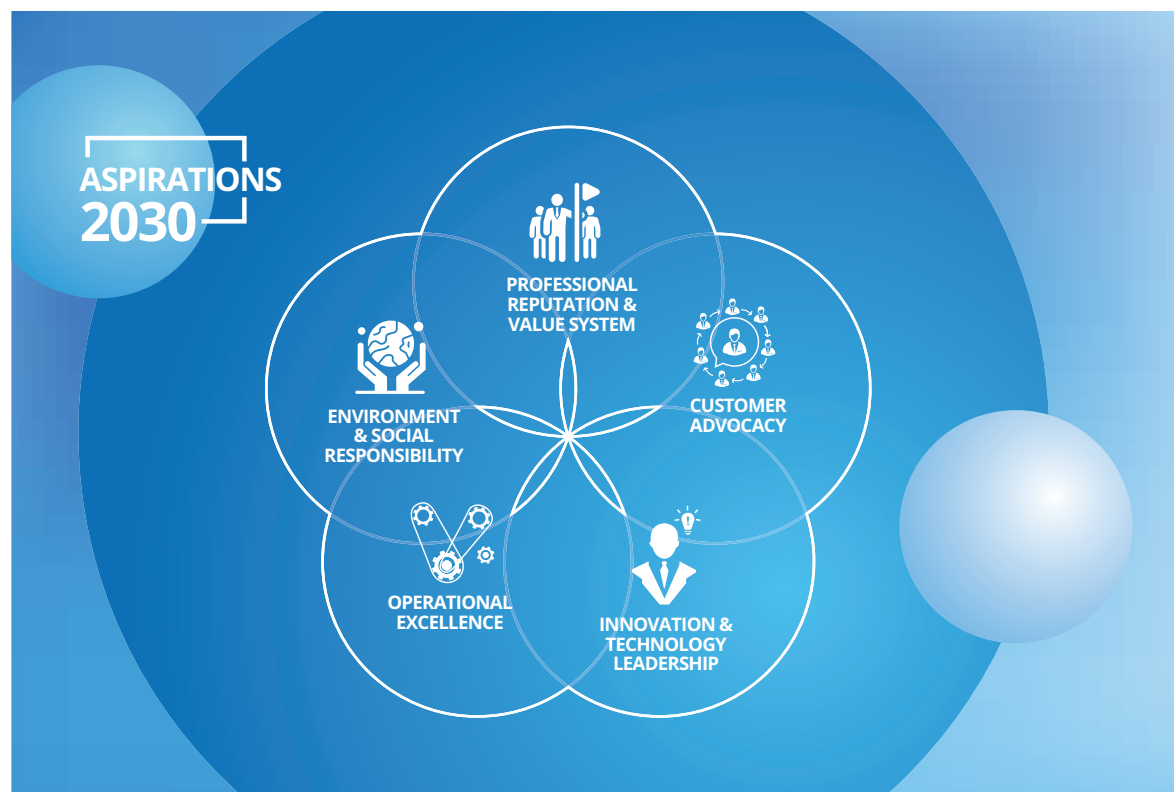 ASPIRATIONS
2030
PROFESSIONAL
REPUTATION &
VALUE SYSTEM
CUSTOMER
ADVOCACY
ENVIRONMENT
& SOCIAL
RESPONSIBILITY
OPERATIONAL
EXCELLENCE
INNOVATION &
TECHNOLOGY
LEADERSHIP